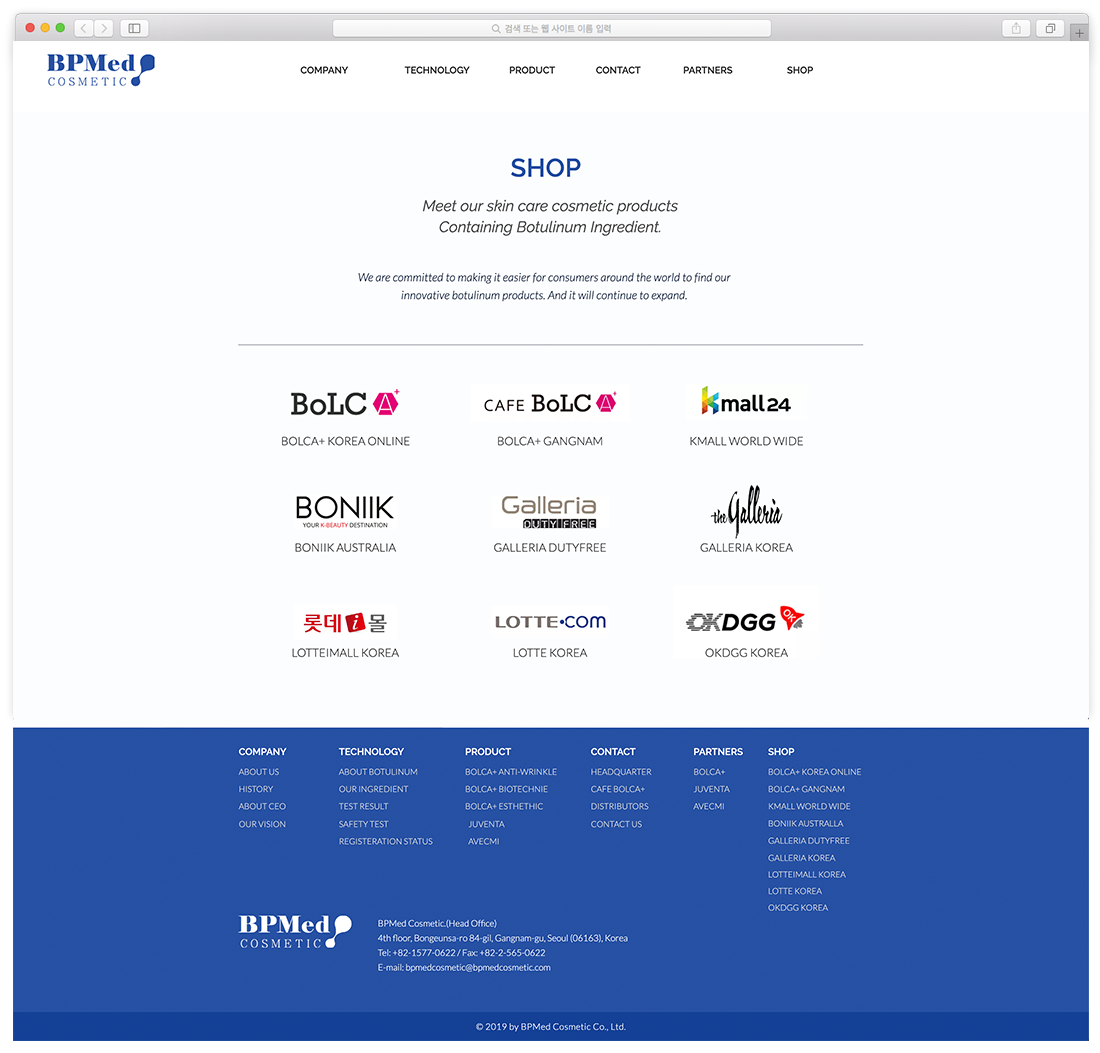 검색 또는 웹 사이트 이름 입력
BPMed
COSMETIC
COMPANY TECHNOLOGY PRODUCT CONTACT PARTNERS SHOP
SHOP
Meet our skin care cosmetic products
Containing Botulinum Ingredient.
We are committed to making it easier for consumers around the world to find our
innovative botulinum products. And it will continue to expand.
BoLC A+ CAFE BoLC A+ kmall24
BOLCA+ KOREA ONLINE BOLCA+ GANGNAM KMALL WORLD WIDE
BONIIK Galleria the Galleria
YOUR K-BEAUTY DESTINATION DUTY FREE
BONIIK AUSTRALIA GALLERIA DUTYFREE GALLERIA KOREA
롯데i몰 LOTTE•COM OKDGG OK
LOTTEIMALL KOREA LOTTE KOREA OKDGG KOREA
COMPANY TECHNOLOGY PRODUCT CONTACT PARTNERS SHOP
ABOUT US ABOUT BOTULINUM BOLCA+ ANTI-WRINKLE HEADQUARTER BOLCA+ BOLCA+ KOREA ONLINE
HISTORY OUR INGREDIENT BOLCA+ BIOTECHNIE CAFE BOLCA+ JUVENTA BOLCA+ GANGNAM
ABOUT CEO TEST RESULT BOLCA+ ESTHETHIC DISTRIBUTORS AVECMI KMALL WORLD WIDE
OUR VISION SAFETY TEST JUVENTA CONTACT US BONIIK AUSTRALLA
REGISTERATION STATUS AVECMI GALLERIA DUTYFREE
GALLERIA KOREA
LOTTEIMALL KOREA
LOTTE KOREA
OKDGG KOREA
BPMed
COSMETIC
BPMed Cosmetic.(Head Office)
4th floor, Bongeunsa-ro 84-gil, Gangnam-gu, Seoul (06163), Korea
Tel: +82-1577-0622 / Fax: +82-2-565-0622
E-mail: bpmedcosmetic@bpmedcosmetic.com
© 2019 by BPMed Cosmetic Co., Ltd.